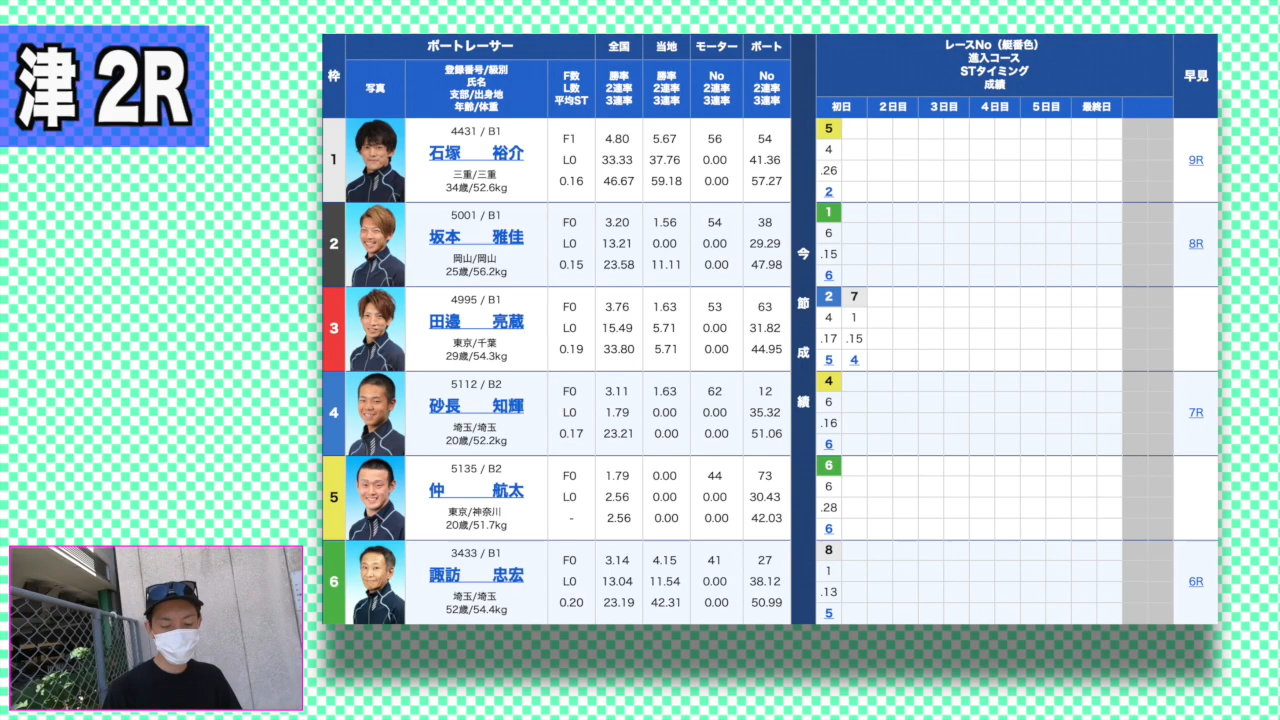 津 2R
枠
ボートレーサー
全国
当地
モーター
ボート
レースNo（艇番色）
進入コース
STタイミング
成績
早見
写真
登録番号/級別
氏名
支部/出身地
年齢/体重
F数
L数
平均ST
勝率
2連率
3連率
勝率
2連率
3連率
No
2連率
3連率
No
2連率
3連率
初日 2日目 3日目 4日目 5日目 最終日
今節成績
1
4431 / B1
石塚 裕介
三重/三重
34歳/52.6kg
F1 4.80 5.67 56 54
L0 33.33 37.76 0.00 41.36
0.16 46.67 59.18 0.00 57.27
5
4
.26
2
9R
2
5001 / B1
坂本 雅佳
岡山/岡山
25歳/56.2kg
F0 3.20 1.56 54 38
L0 13.21 0.00 0.00
0.15 23.58 11.11 0.00 47.98
1
6
.15
6
8R
3
4995 / B1
田邉 亮蔵
東京/千葉
29歳/54.3kg
F0 3.76 1.63 52 63
L0 0.00
0.19 33.80 5.71 0.00 44.95
2 7
4 1
.17 .15
5 4
4
5112 / B2
砂長 知輝
埼玉/埼玉
20歳/52.2kg
F0 3.11 1.63 62 12
L0 1.79 0.00 0.00 35.32
0.17 23.21 0.00 0.00 51.06
4
6
.16
6
7R
5
5135 / B2
仲 航太
東京/神奈川
20歳/51.7kg
F0 1.79 0.00 44 73
L0 2.56 0.00 0.00
- 2.56 0.00 0.00 42.03
6
6
.28
6
6
3433 / B1
諏訪 忠宏
埼玉/埼玉
52歳/54.4kg
F0 3.14 4.15 41 27
L0 8.04 11.54 0.00
0.20 23.19 42.31 0.00 50.99
8
1
.13
5
6R